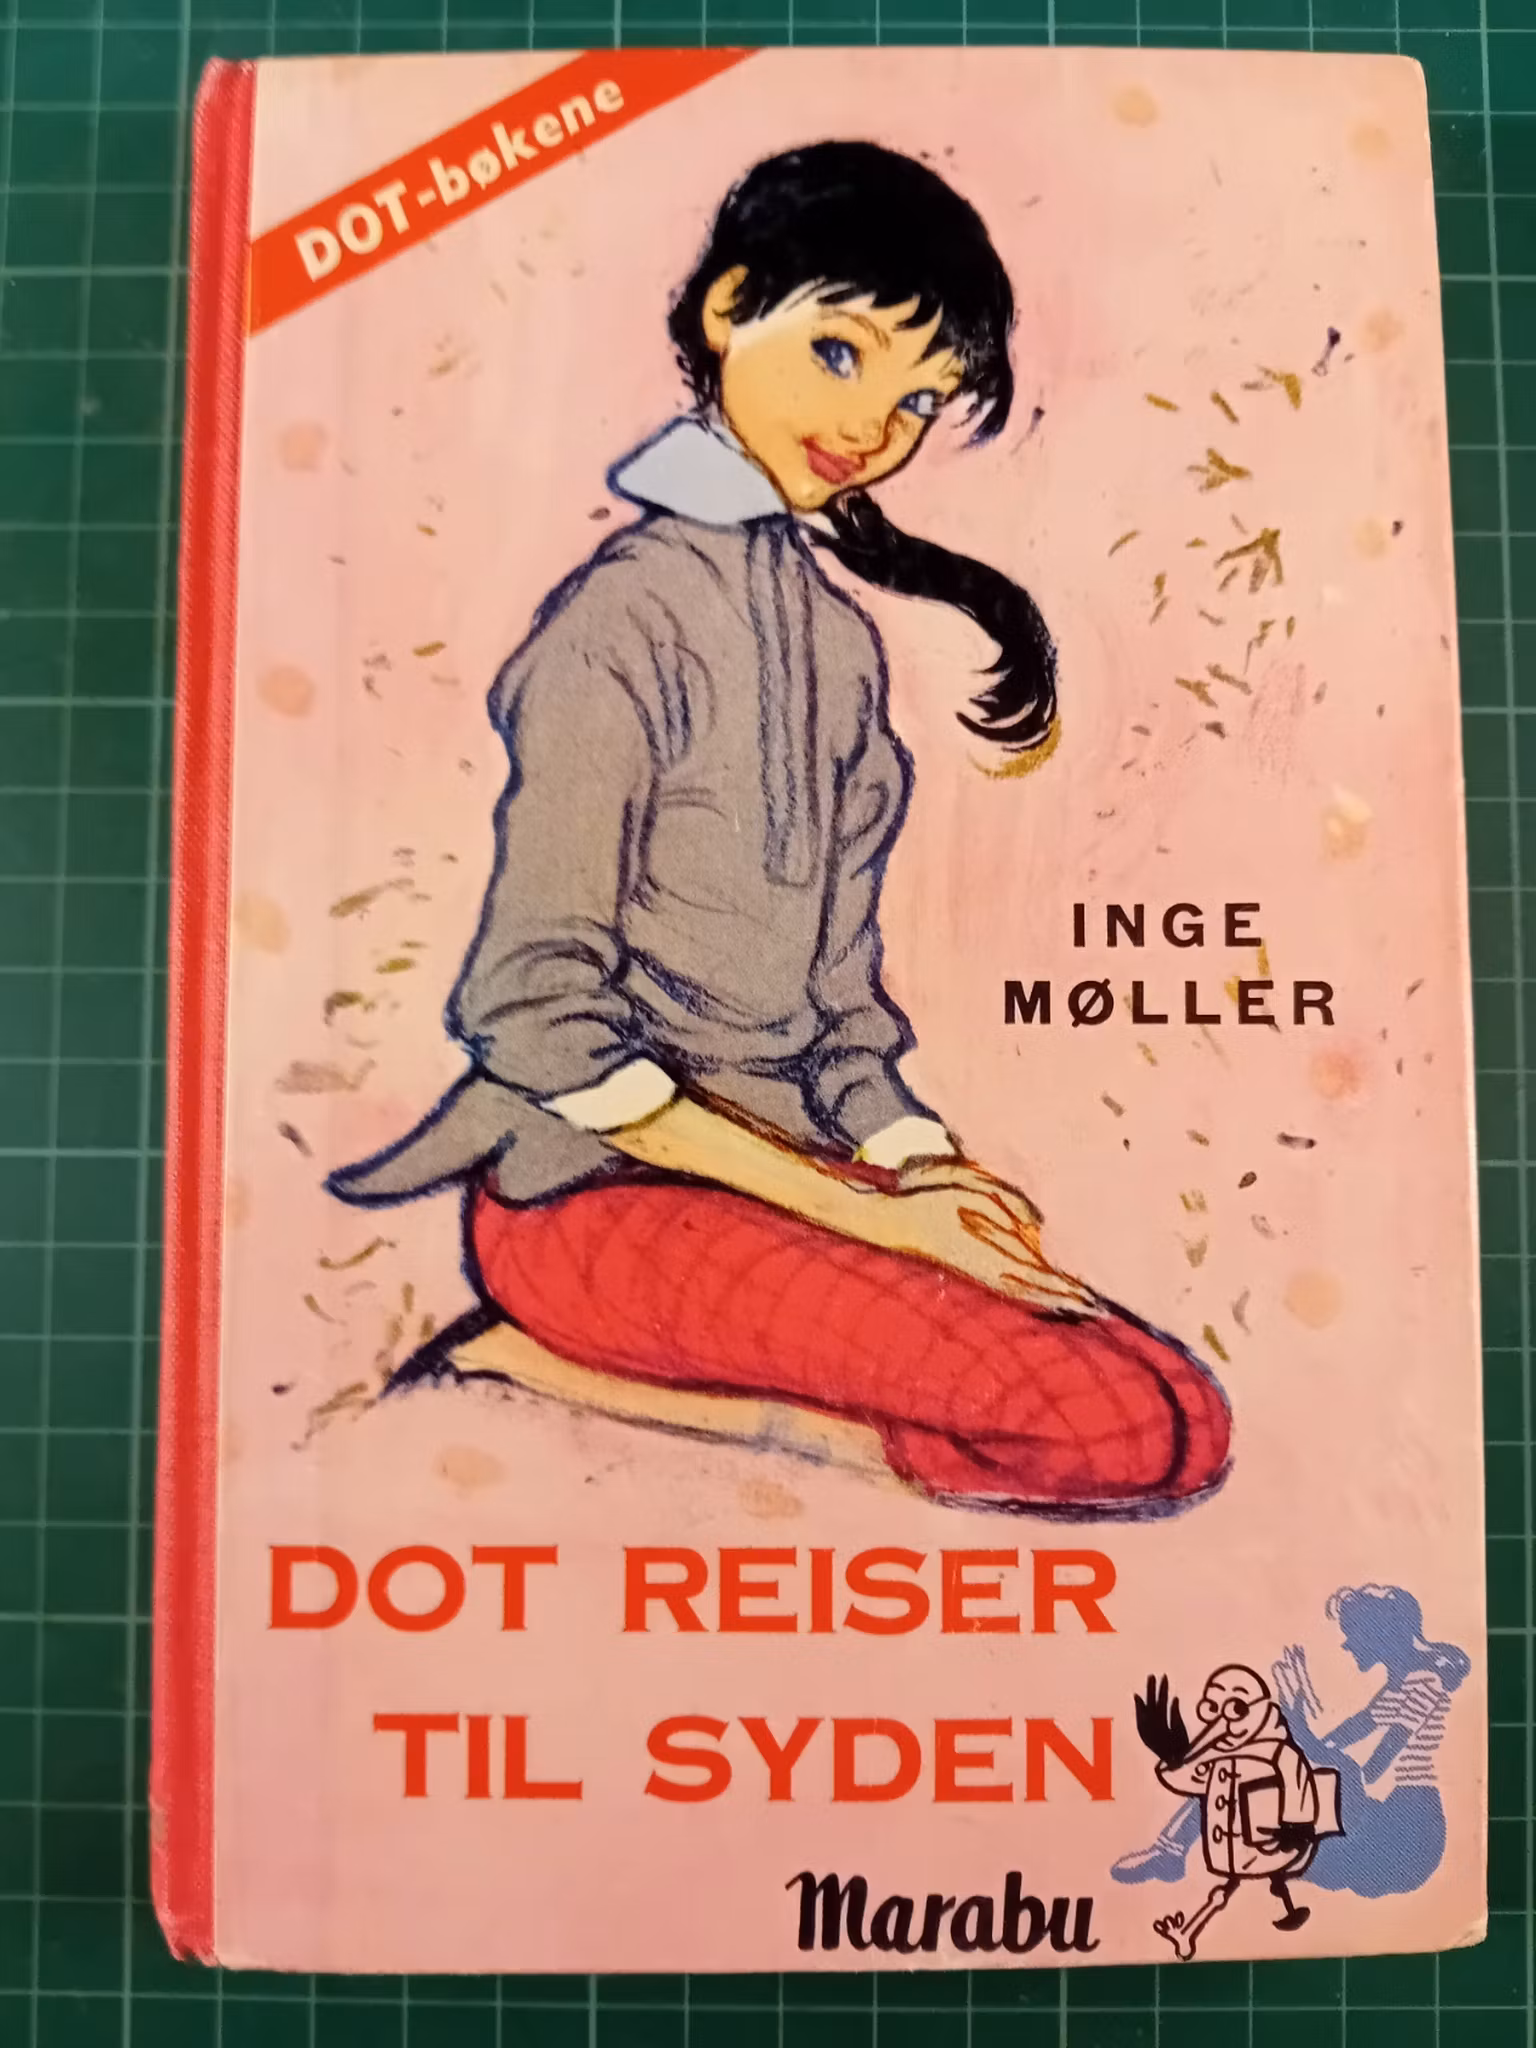 DOT-bøkene
INGE
MØLLER
DOT REISER
TIL SYDEN
Marabu